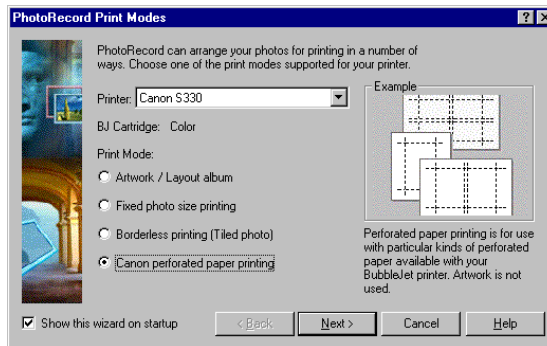 PhotoRecord Print Modes
PhotoRecord can arrange your photos for printing in a number of
ways. Choose one of the print modes supported for your printer.
Printer: Canon S330
Example
BJ Cartridge: Color
Print Mode:
Artwork / Layout album
Fixed photo size printing
Borderless printing (Tiled photo)
Canon perforated paper printing
Perforated paper printing is for use
with particular kinds of perforated
paper available with your
BubbleJet printer. Artwork is not
used.
Show this wizard on startup
< Back
Next >
Cancel
Help